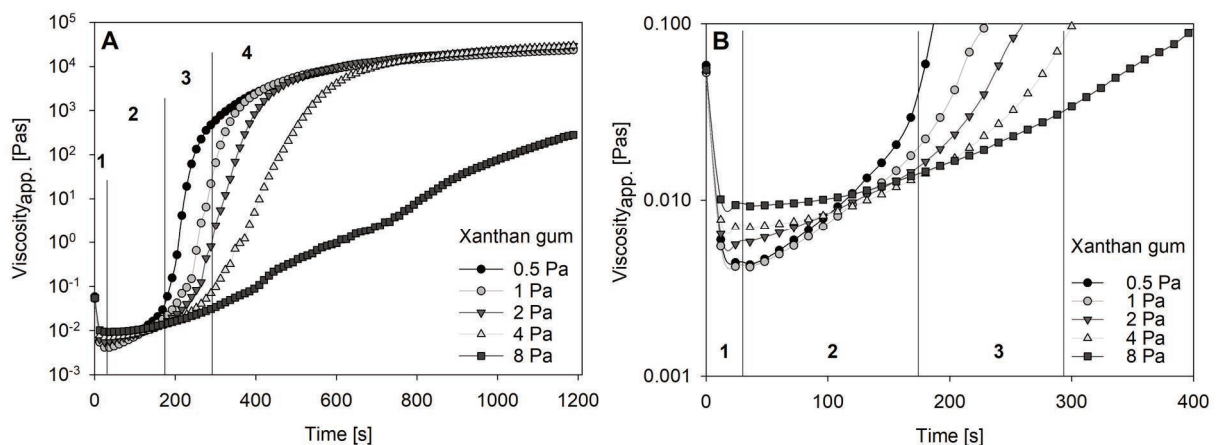 A
Viscosity_app. [Pas]
10^5
10^4
10^3
10^2
10^1
10^0
10^-1
10^-2
10^-3
1
2
3
4
Xanthan gum
0.5 Pa
1 Pa
2 Pa
4 Pa
8 Pa
0 200 400 600 800 1000 1200
Time [s]
B
Viscosity_app. [Pas]
0.100
0.010
0.001
Xanthan gum
0.5 Pa
1 Pa
2 Pa
4 Pa
8 Pa
1 2 3
0 100 200 300 400
Time [s]